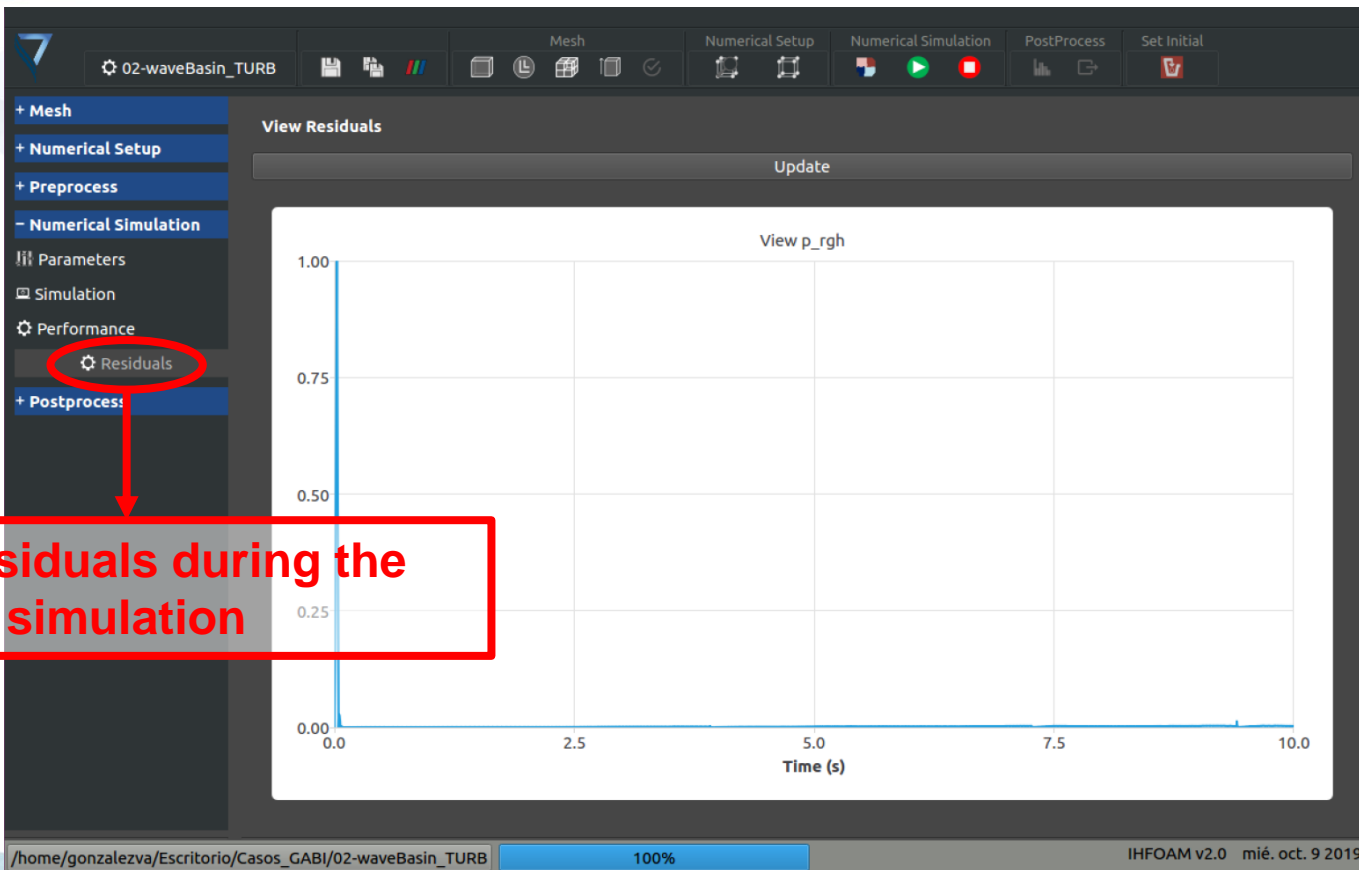 Mesh
Numerical Setup
Numerical Simulation
PostProcess
Set Initial
02-waveBasin_TURB
+ Mesh
+ Numerical Setup
+ Preprocess
− Numerical Simulation
Parameters
Simulation
Performance
Residuals
+ Postprocess
View Residuals
Update
View p_rgh
1.00
0.75
0.50
0.25
0.00
0.0 2.5 5.0 7.5 10.0
Time (s)
siduals during the
simulation
/home/gonzalezva/Escritorio/Casos_GABI/02-waveBasin_TURB
100%
IHFOAM v2.0 mié. oct. 9 2019